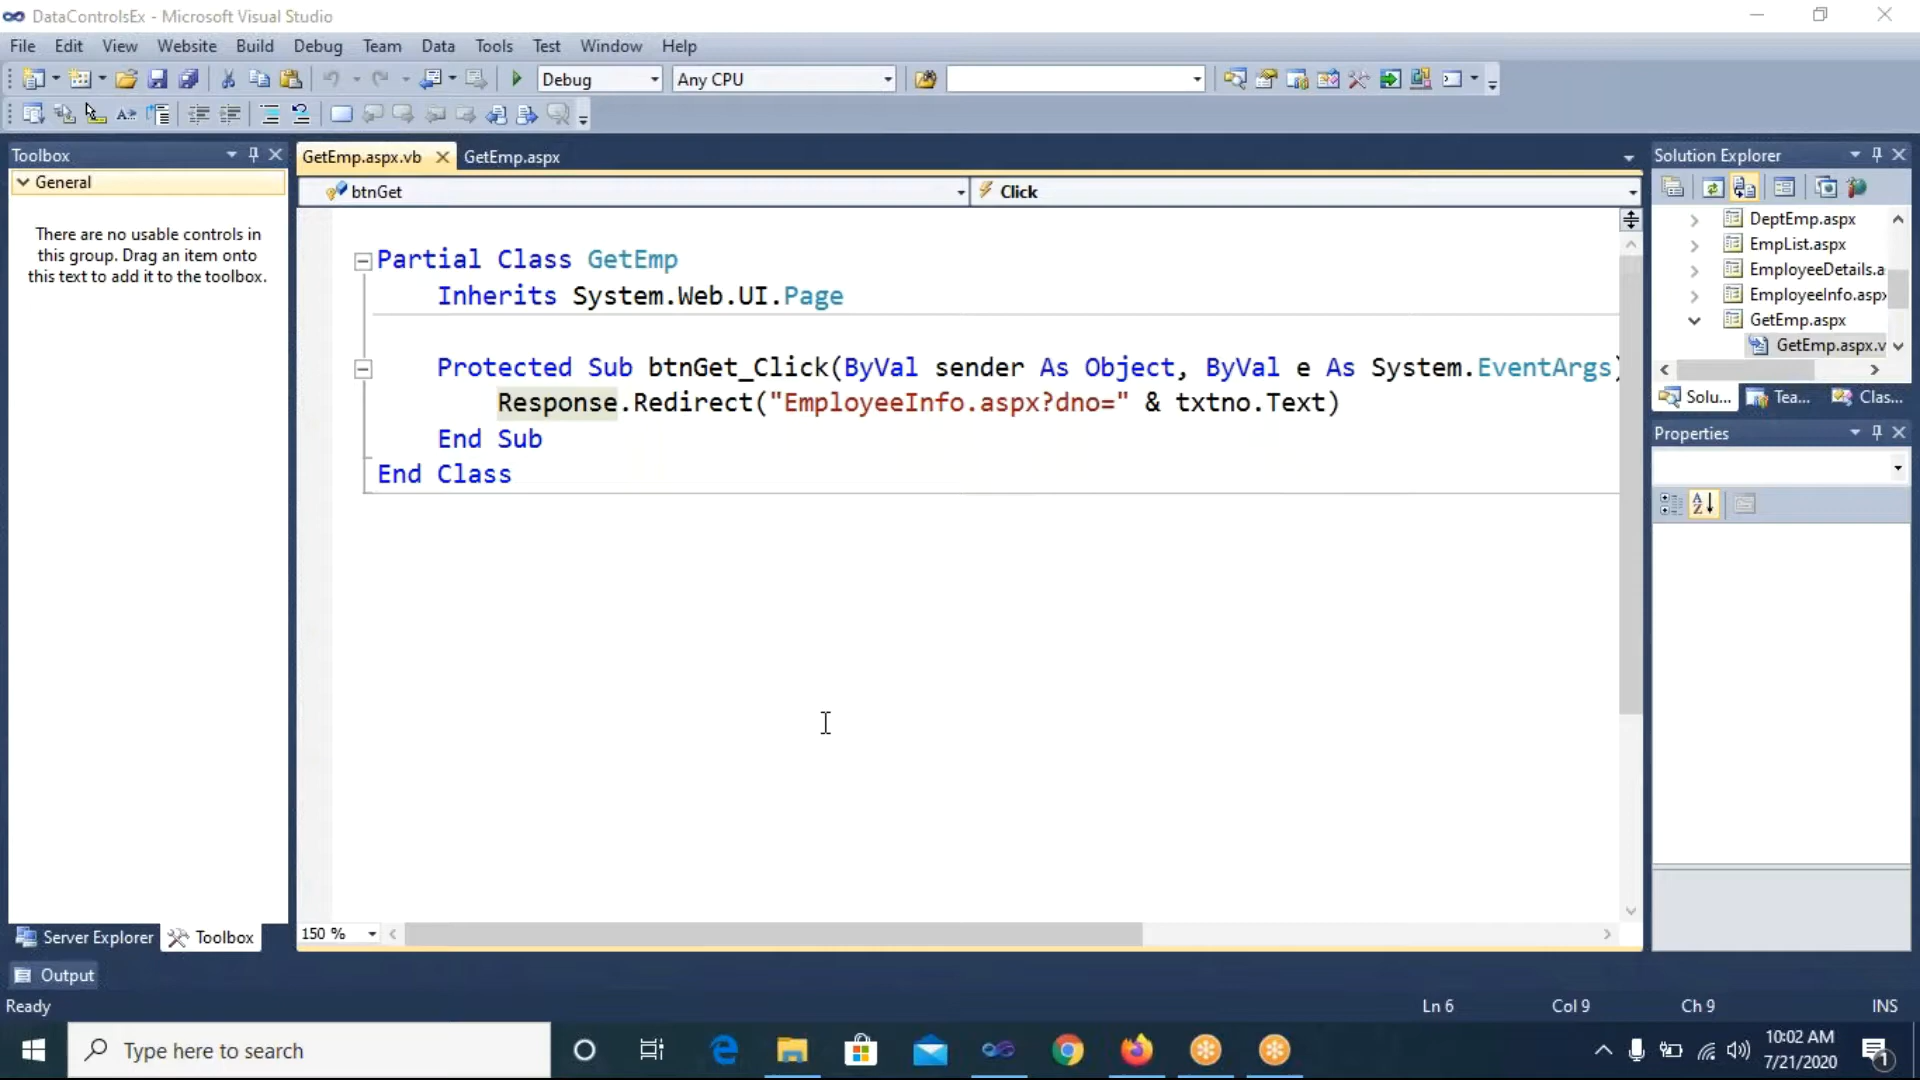 DataControlsEx - Microsoft Visual Studio
File Edit View Website Build Debug Team Data Tools Test Window Help
Debug Any CPU
Toolbox
General
There are no usable controls in
this group. Drag an item onto
this text to add it to the toolbox.
Server Explorer Toolbox
GetEmp.aspx.vb GetEmp.aspx
btnGet Click
Partial Class GetEmp
Inherits System.Web.UI.Page
Protected Sub btnGet_Click(ByVal sender As Object, ByVal e As System.EventArgs)
Response.Redirect("EmployeeInfo.aspx?dno=" & txtno.Text)
End Sub
End Class
150 %
Solution Explorer
DeptEmp.aspx
EmpList.aspx
EmployeeDetails.a
EmployeeInfo.aspx
GetEmp.aspx
GetEmp.aspx.v
Solu... Tea... Clas...
Properties
Output
Ready Ln 6 Col 9 Ch 9 INS
Type here to search
10:02 AM
7/21/2020
1